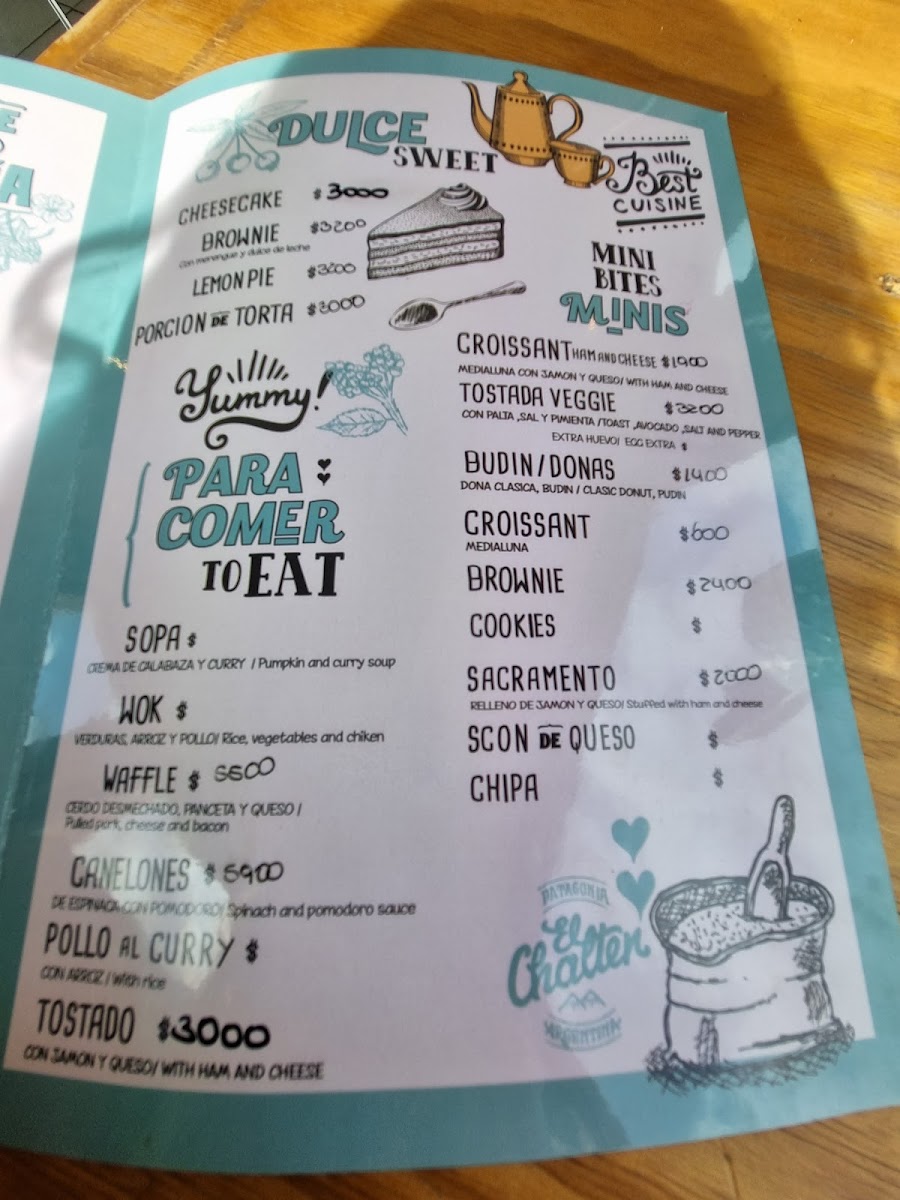 E
A
DULCE
SWEET
CHEESECAKE $3000
BROWNIE $3200
Con merengue y dulce de leche
LEMON PIE $3200
PORCION DE TORTA $3000
Yummy!
PARA
COMER
TO EAT
SOPA $
CREMA DE CALABAZA Y CURRY / Pumpkin and curry soup
WOK $
VERDURAS, ARROZ Y POLLO/ Rice, vegetables and chiken
WAFFLE $ 5500
CERDO DESMECHADO, PANCETA Y QUESO /
Pulled pork, cheese and bacon
CANELONES $ 5900
DE ESPINACA CON POMODORO/ Spinach and pomodoro sauce
POLLO AL CURRY $
CON ARROZ / With rice
TOSTADO $3000
CON JAMON Y QUESO/ WITH HAM AND CHEESE
Best
CUISINE
MINI
BITES
MINIS
CROISSANT HAM AND CHEESE $1900
MEDIALUNA CON JAMON Y QUESO/ WITH HAM AND CHEESE
TOSTADA VEGGIE $3200
CON PALTA ,SAL Y PIMIENTA /TOAST ,AVOCADO ,SALT AND PEPPER
EXTRA HUEVO/ EGG EXTRA $
BUDIN / DONAS $1400
DONA CLASICA, BUDIN / CLASIC DONUT, PUDIN
CROISSANT $600
MEDIALUNA
BROWNIE $2400
COOKIES $
SACRAMENTO $2000
RELLENO DE JAMON Y QUESO/ Stuffed with ham and cheese
SCON DE QUESO $
CHIPA $
PATAGONIA
El
Chalten
ARGENTINA